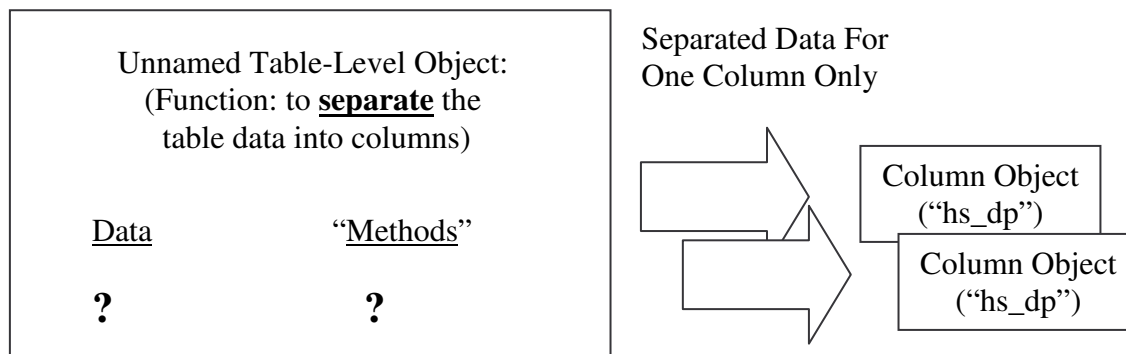 Unnamed Table-Level Object:
(Function: to separate the
table data into columns)
Data “Methods”
? ?
Separated Data For
One Column Only
Column Object
(“hs_dp”)
Column Object
(“hs_dp”)